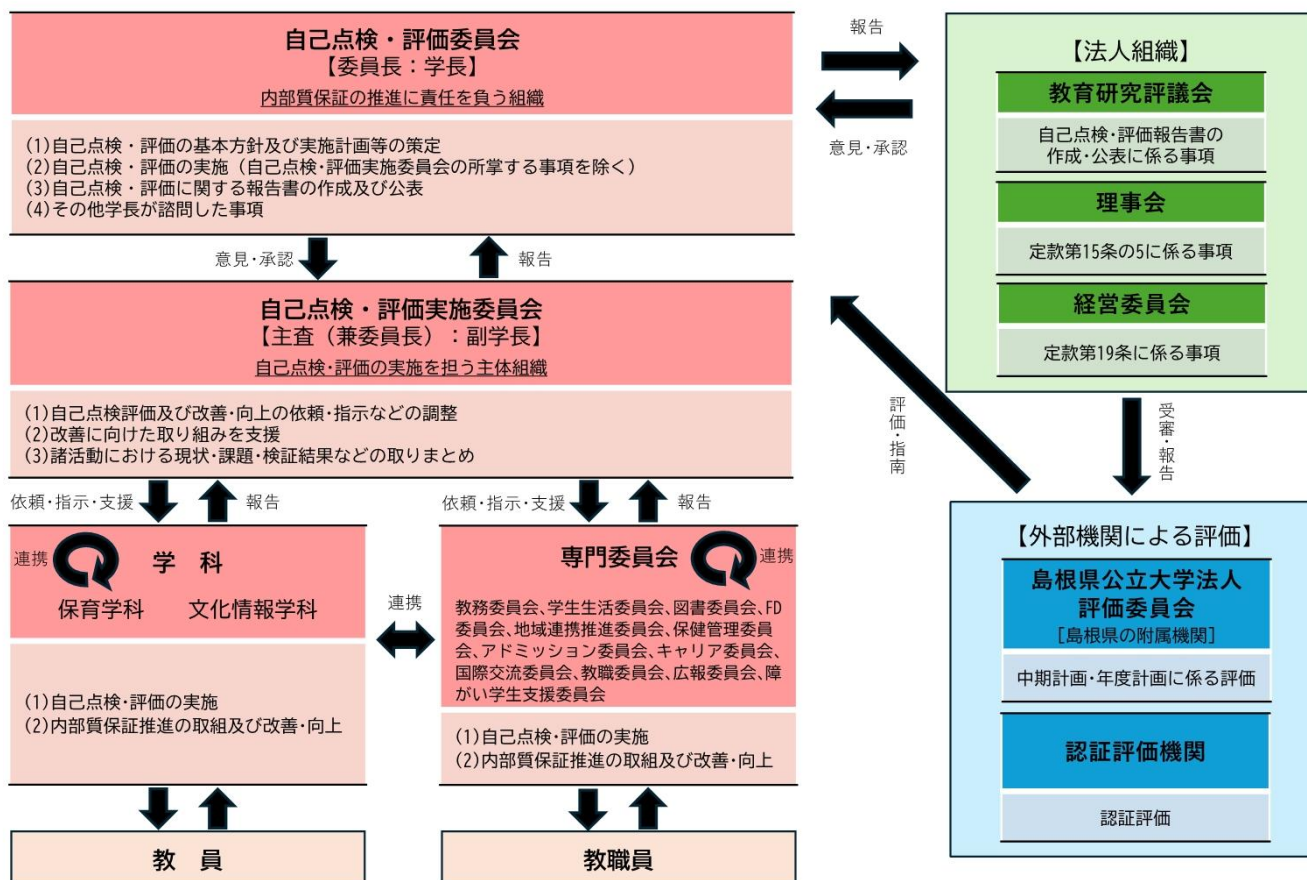 自己点検・評価委員会
【委員長：学長】
内部質保証の推進に責任を負う組織
(1)自己点検・評価の基本方針及び実施計画等の策定
(2)自己点検・評価の実施（自己点検・評価実施委員会の所掌する事項を除く）
(3)自己点検・評価に関する報告書の作成及び公表
(4)その他学長が諮問した事項
意見・承認
報告
自己点検・評価実施委員会
【主査（兼委員長）：副学長】
自己点検・評価の実施を担う主体組織
(1)自己点検評価及び改善・向上の依頼・指示などの調整
(2)改善に向けた取り組みを支援
(3)諸活動における現状・課題・検証結果などの取りまとめ
依頼・指示・支援
報告
依頼・指示・支援
報告
連携
学　科
保育学科　　文化情報学科
(1)自己点検・評価の実施
(2)内部質保証推進の取組及び改善・向上
教　員
連携
専門委員会
連携
教務委員会、学生生活委員会、図書委員会、FD
委員会、地域連携推進委員会、保健管理委員
会、アドミッション委員会、キャリア委員会、
国際交流委員会、教職委員会、広報委員会、障
がい学生支援委員会
(1)自己点検・評価の実施
(2)内部質保証推進の取組及び改善・向上
教職員
報告
意見・承認
【法人組織】
教育研究評議会
自己点検・評価報告書の
作成・公表に係る事項
理事会
定款第15条の5に係る事項
経営委員会
定款第19条に係る事項
評価・指南
受審・報告
【外部機関による評価】
島根県公立大学法人
評価委員会
［島根県の附属機関］
中期計画・年度計画に係る評価
認証評価機関
認証評価